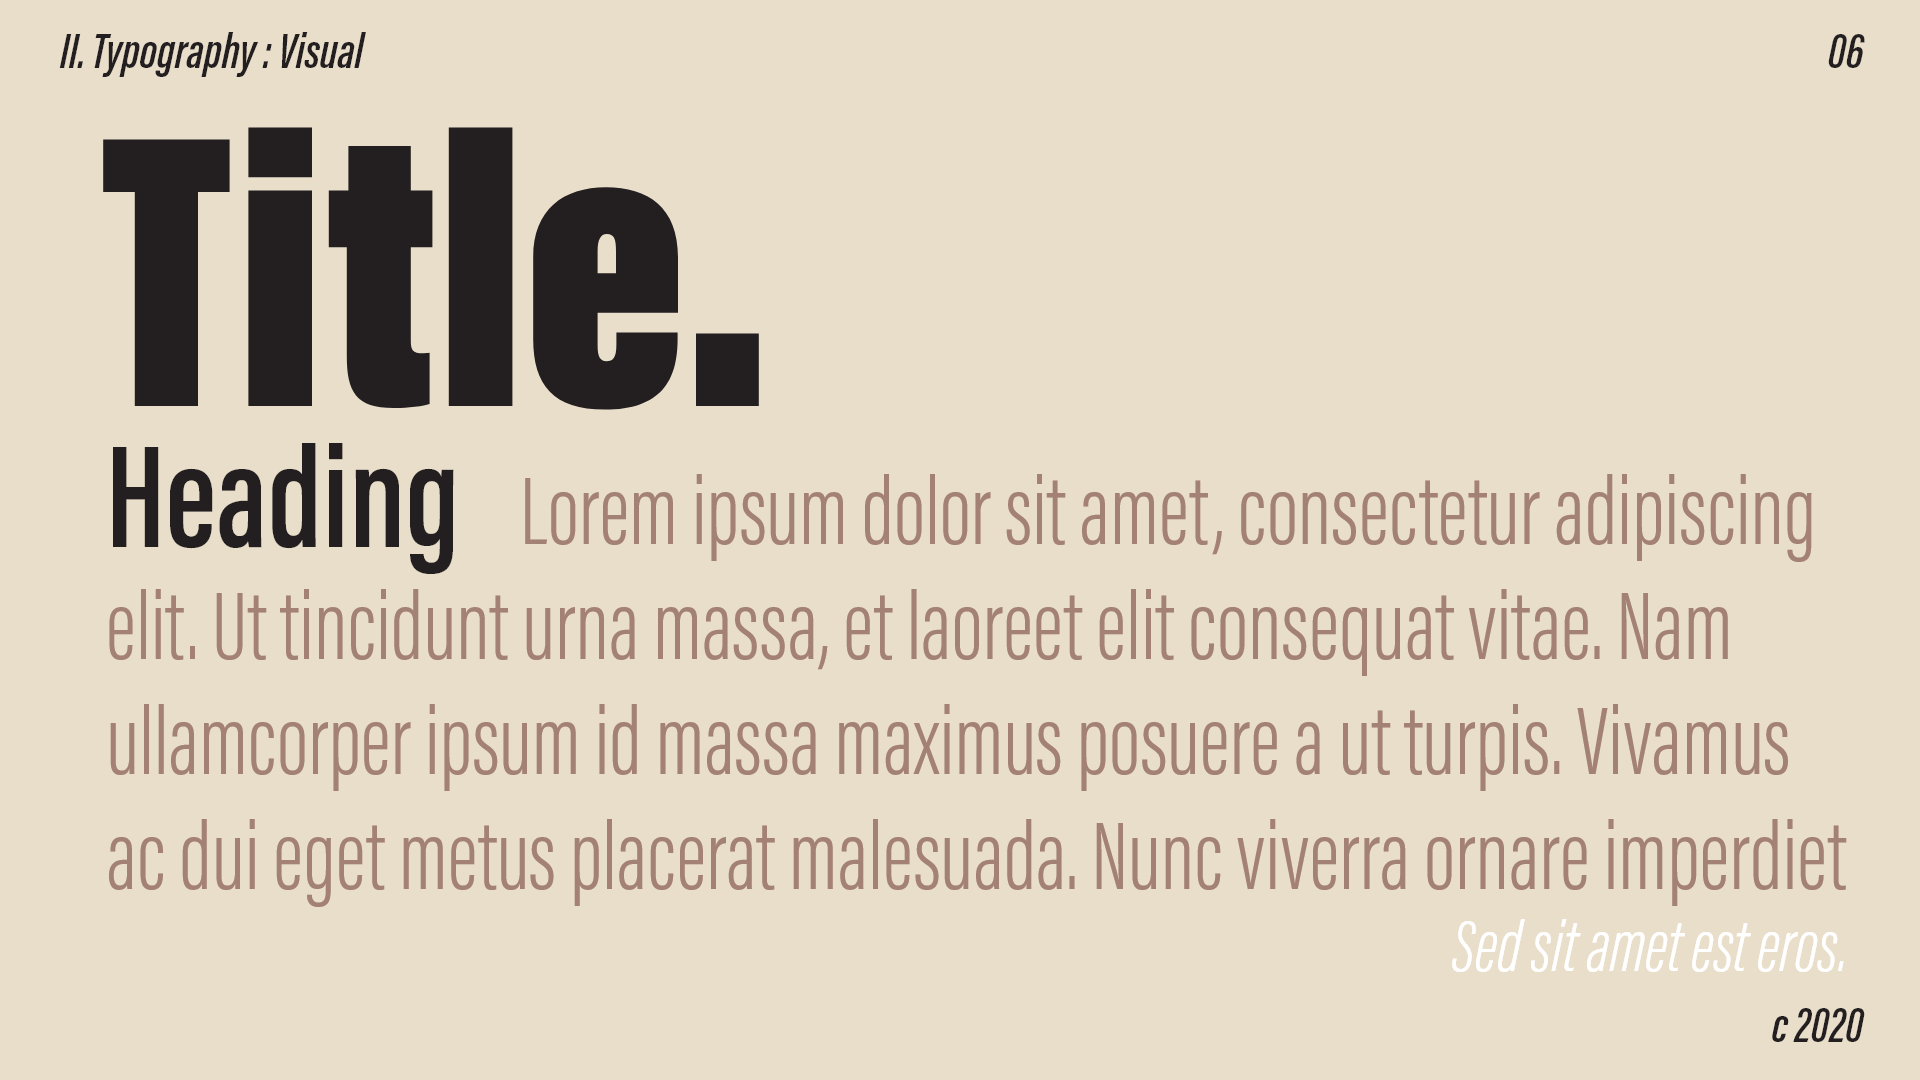 II. Typography : Visual
06
Title.
Heading Lorem ipsum dolor sit amet, consectetur adipiscing
elit. Ut tincidunt urna massa, et laoreet elit consequat vitae. Nam
ullamcorper ipsum id massa maximus posuere a ut turpis. Vivamus
ac dui eget metus placerat malesuada. Nunc viverra ornare imperdiet
Sed sit amet est eros.
c 2020